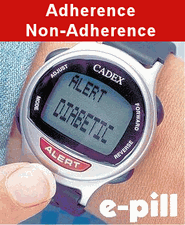 Adherence
Non-Adherence
CADEX
ADJUST
MODE
FORWARD
REVERSE
ALERT
DIABETIC
ALERT
e-pill